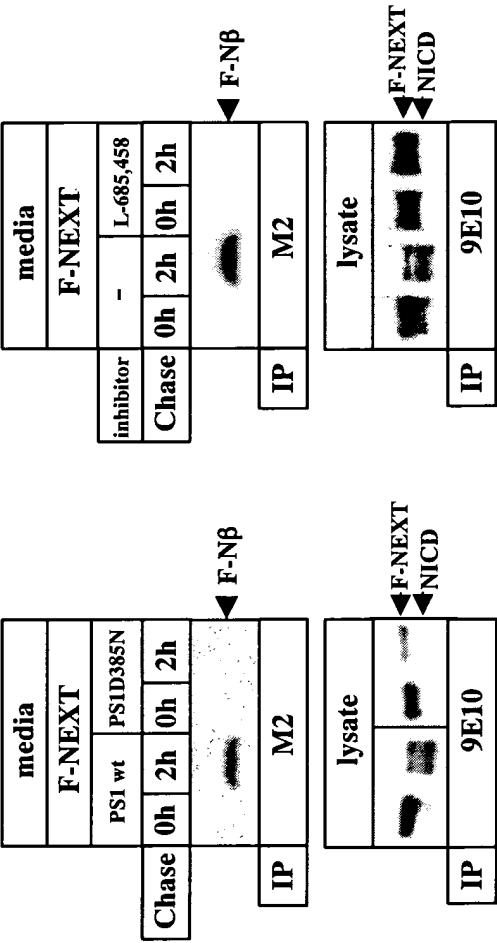 media
F-NEXT
PS1 wt PS1D385N
Chase 0h 2h 0h 2h
F-Nβ
IP M2
lysate
F-NEXT
NICD
IP 9E10
media
F-NEXT
inhibitor – L-685,458
Chase 0h 2h 0h 2h
F-Nβ
IP M2
lysate
F-NEXT
NICD
IP 9E10